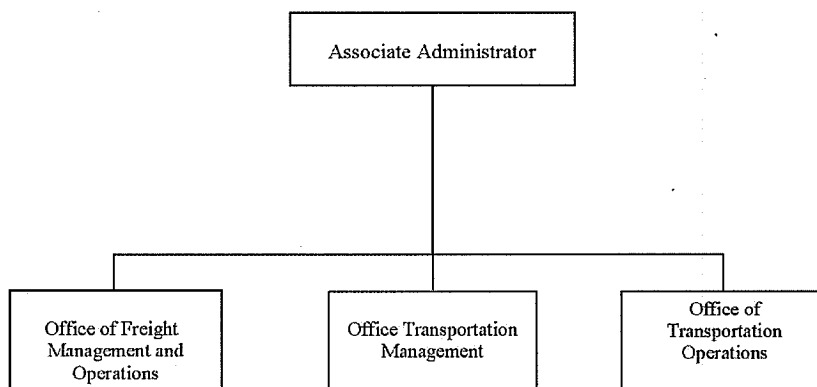 Associate Administrator
Office of Freight
Management and
Operations
Office Transportation
Management
Office of
Transportation
Operations